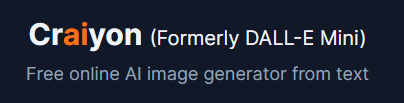 Craiyon (Formerly DALL-E Mini)
Free online AI image generator from text